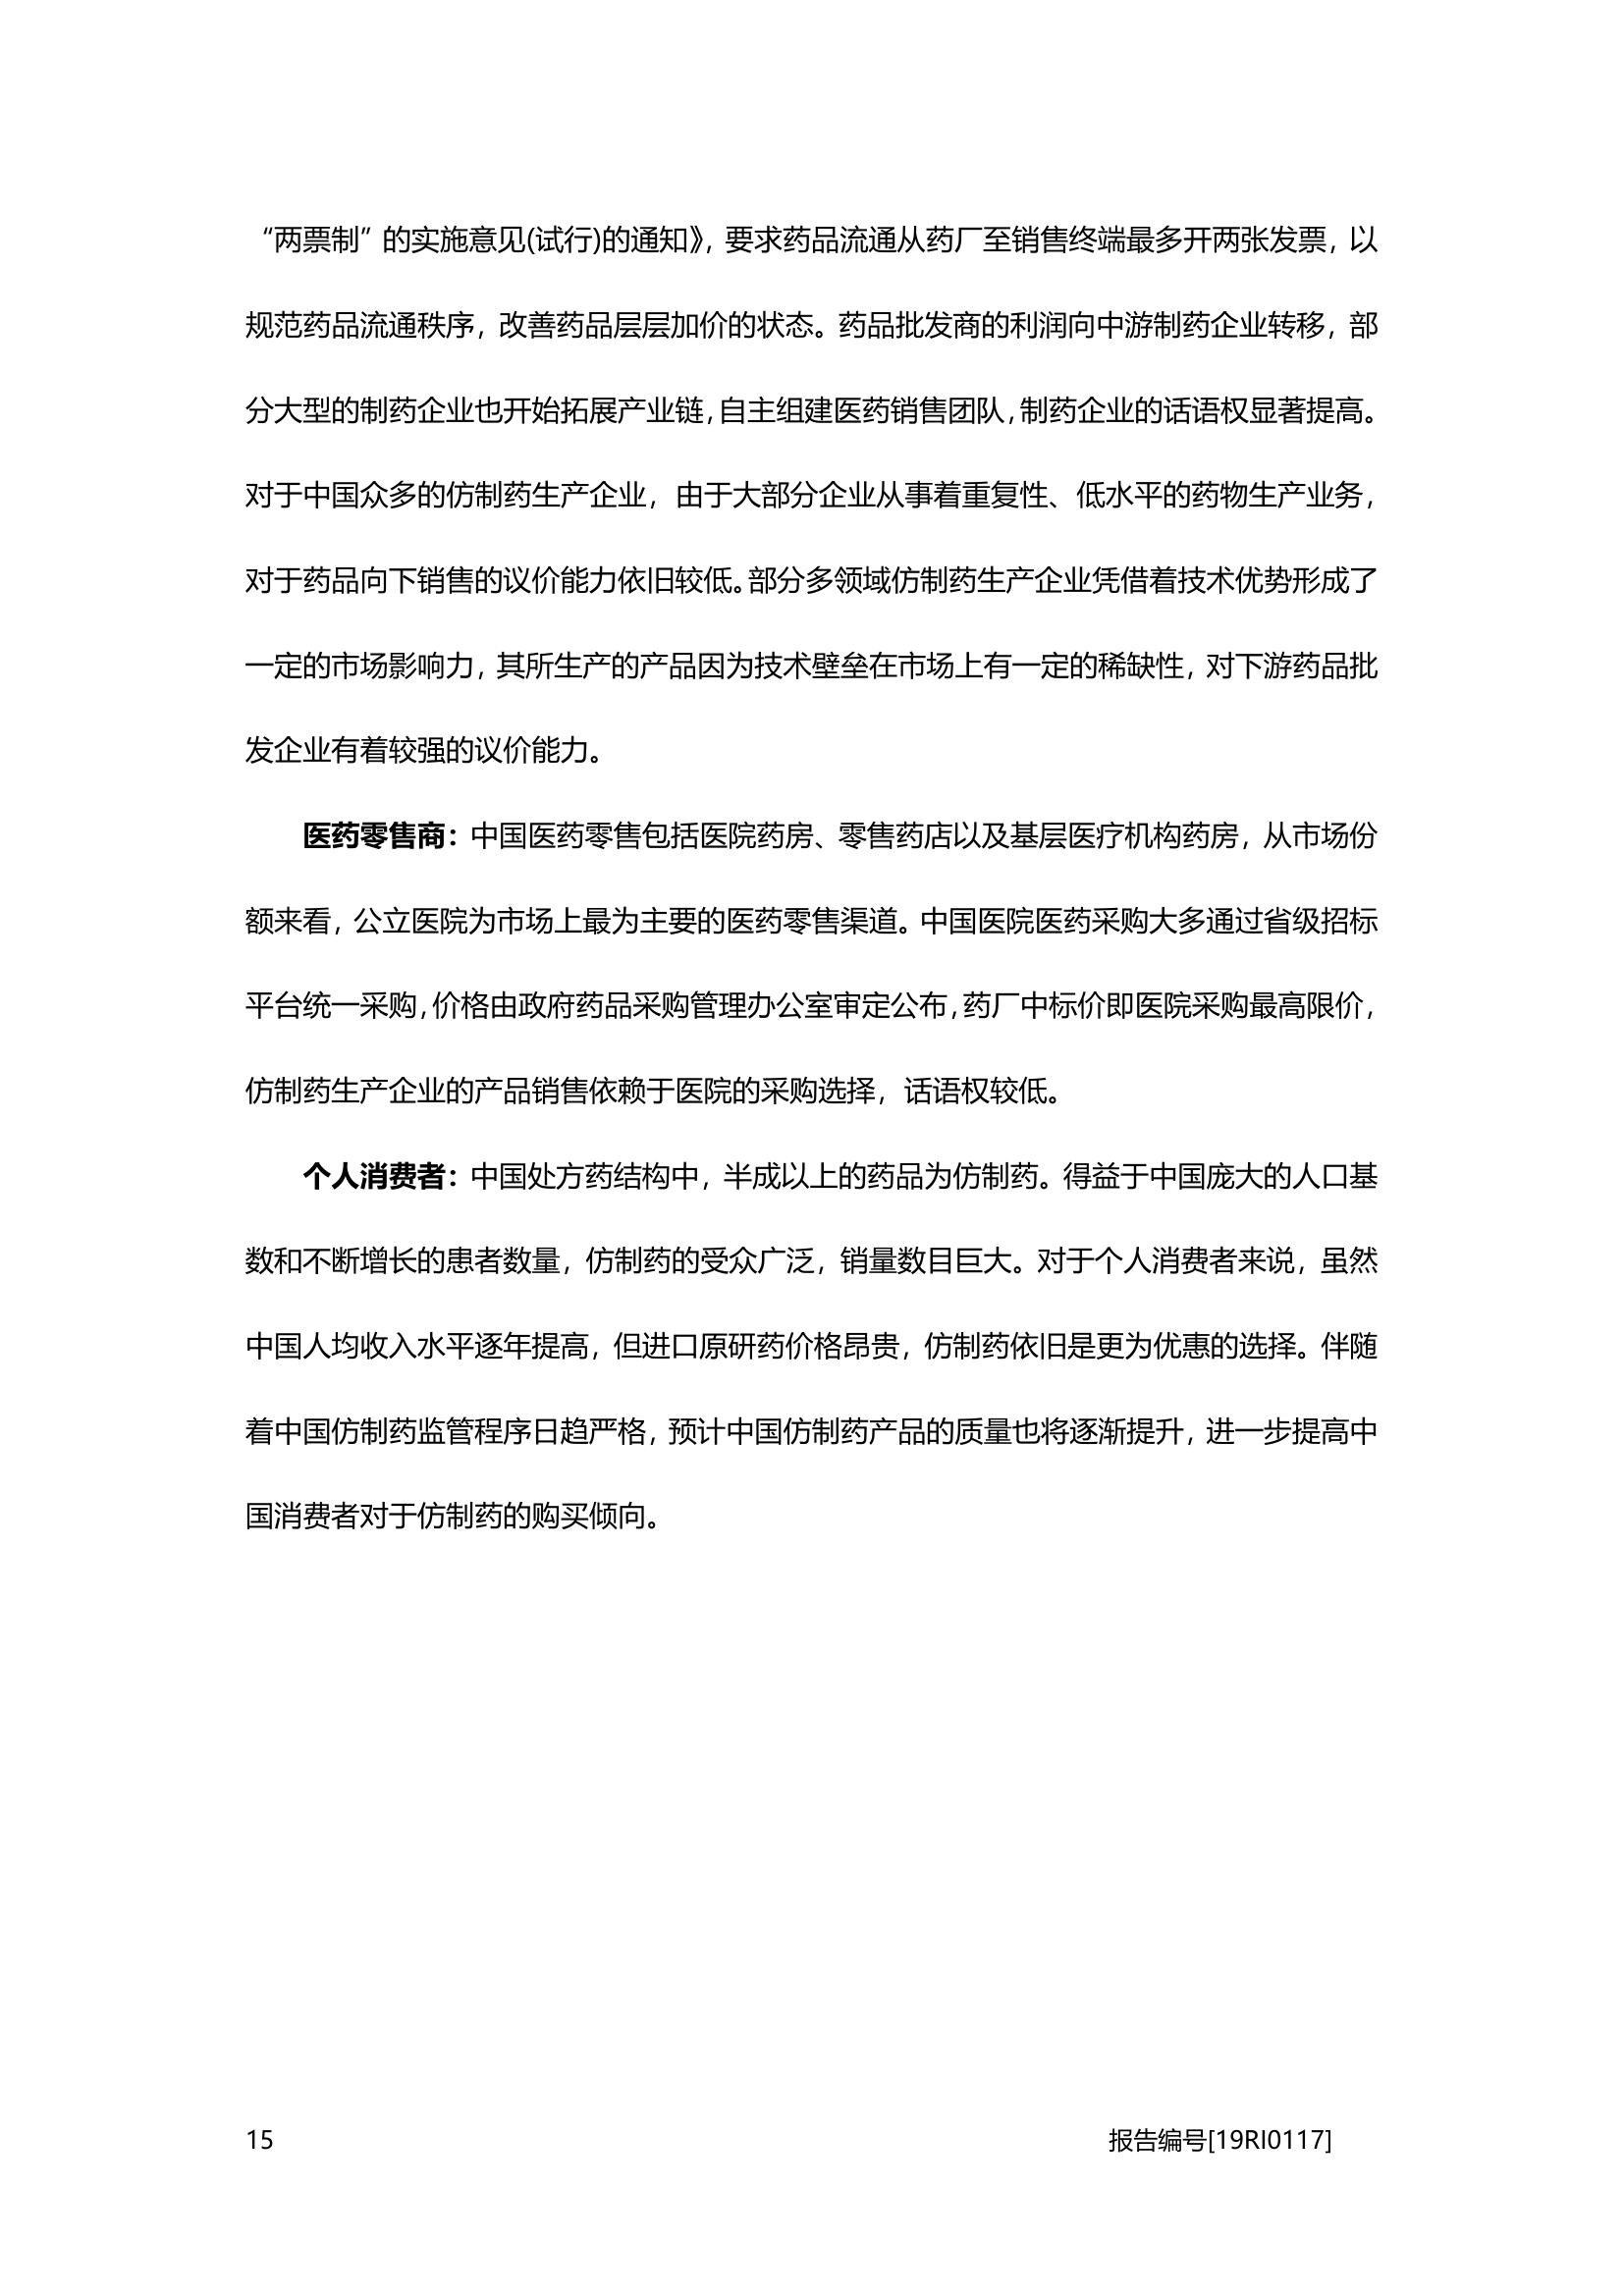 “两票制”的实施意见(试行)的通知》，要求药品流通从药厂至销售终端最多开两张发票，以
规范药品流通秩序，改善药品层层加价的状态。药品批发商的利润向中游制药企业转移，部
分大型的制药企业也开始拓展产业链，自主组建医药销售团队，制药企业的话语权显著提高。
对于中国众多的仿制药生产企业，由于大部分企业从事着重复性、低水平的药物生产业务，
对于药品向下销售的议价能力依旧较低。部分多领域仿制药生产企业凭借着技术优势形成了
一定的市场影响力，其所生产的产品因为技术壁垒在市场上有一定的稀缺性，对下游药品批
发企业有着较强的议价能力。
医药零售商：中国医药零售包括医院药房、零售药店以及基层医疗机构药房，从市场份
额来看，公立医院为市场上最为主要的医药零售渠道。中国医院医药采购大多通过省级招标
平台统一采购，价格由政府药品采购管理办公室审定公布，药厂中标价即医院采购最高限价，
仿制药生产企业的产品销售依赖于医院的采购选择，话语权较低。
个人消费者：中国处方药结构中，半成以上的药品为仿制药。得益于中国庞大的人口基
数和不断增长的患者数量，仿制药的受众广泛，销量数目巨大。对于个人消费者来说，虽然
中国人均收入水平逐年提高，但进口原研药价格昂贵，仿制药依旧是更为优惠的选择。伴随
着中国仿制药监管程序日趋严格，预计中国仿制药产品的质量也将逐渐提升，进一步提高中
国消费者对于仿制药的购买倾向。
15 报告编号[19RI0117]